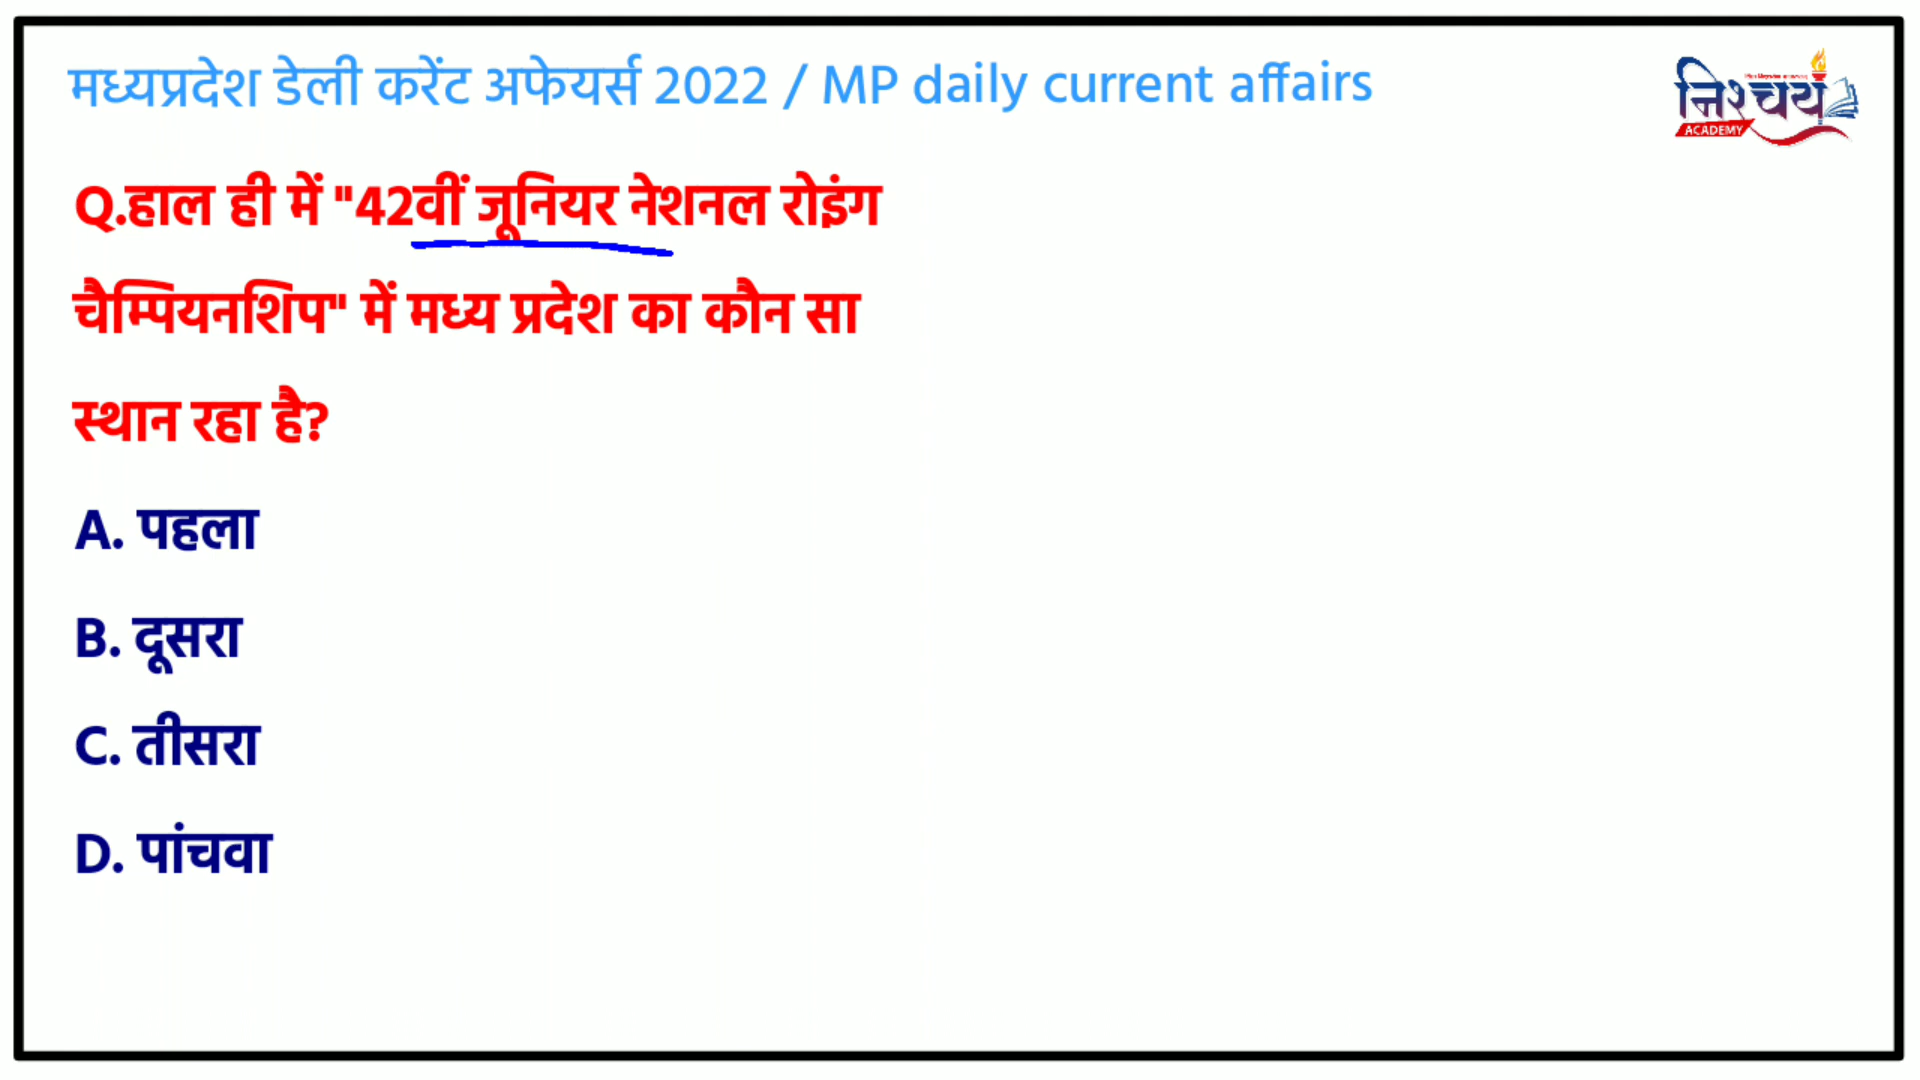 मध्यप्रदेश डेली करेंट अफेयर्स 2022 / MP daily current affairs
निश्चय
ACADEMY
Q.हाल ही में "42वीं जूनियर नेशनल रोइंग
चैम्पियनशिप" में मध्य प्रदेश का कौन सा
स्थान रहा है?
A. पहला
B. दूसरा
C. तीसरा
D. पांचवा